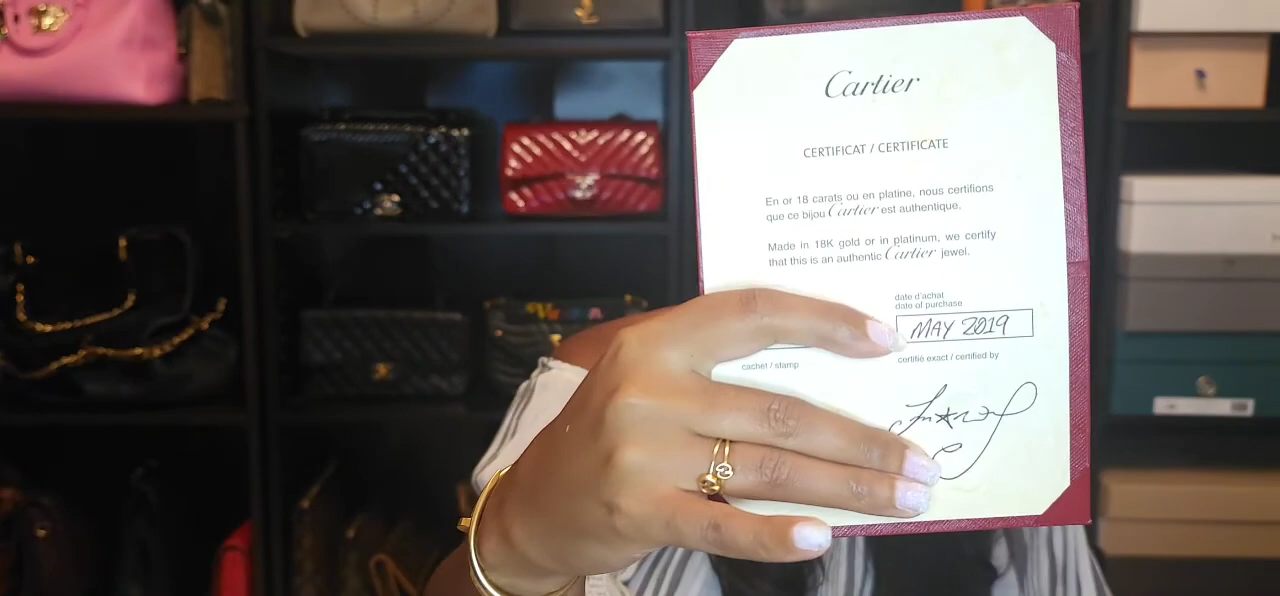 Cartier
CERTIFICAT / CERTIFICATE
En or 18 carats ou en platine, nous certifions
que ce bijou Cartier est authentique.
Made in 18K gold or in platinum, we certify
that this is an authentic Cartier jewel.
date d'achat
date of purchase
MAY 2019
cachet / stamp
certifié exact / certified by